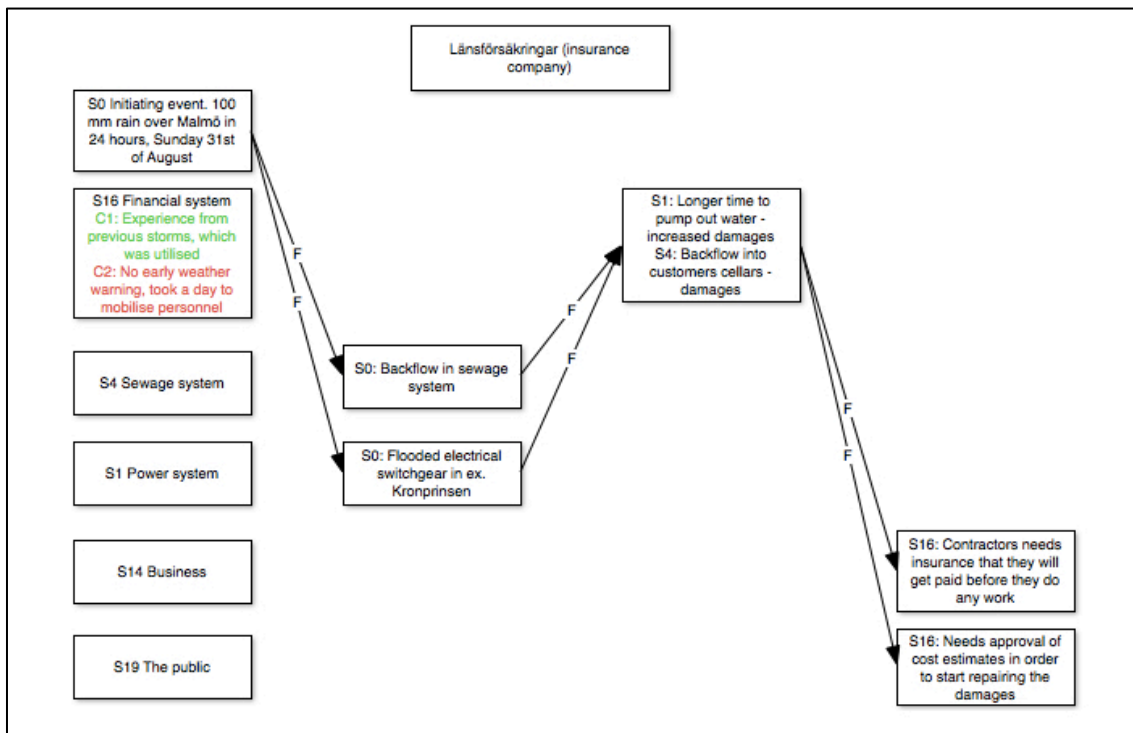 Länsförsäkringar (insurance
company)
S0 Initiating event. 100
mm rain over Malmö in
24 hours, Sunday 31st
of August
S16 Financial system
C1: Experience from
previous storms, which
was utilised
C2: No early weather
warning, took a day to
mobilise personnel
S1: Longer time to
pump out water -
increased damages
S4: Backflow into
customers cellars -
damages
F
F
F
F
S4 Sewage system
S0: Backflow in sewage
system
F
F
S1 Power system
S0: Flooded electrical
switchgear in ex.
Kronprinsen
S14 Business
S16: Contractors needs
insurance that they will
get paid before they do
any work
S19 The public
S16: Needs approval of
cost estimates in order
to start repairing the
damages